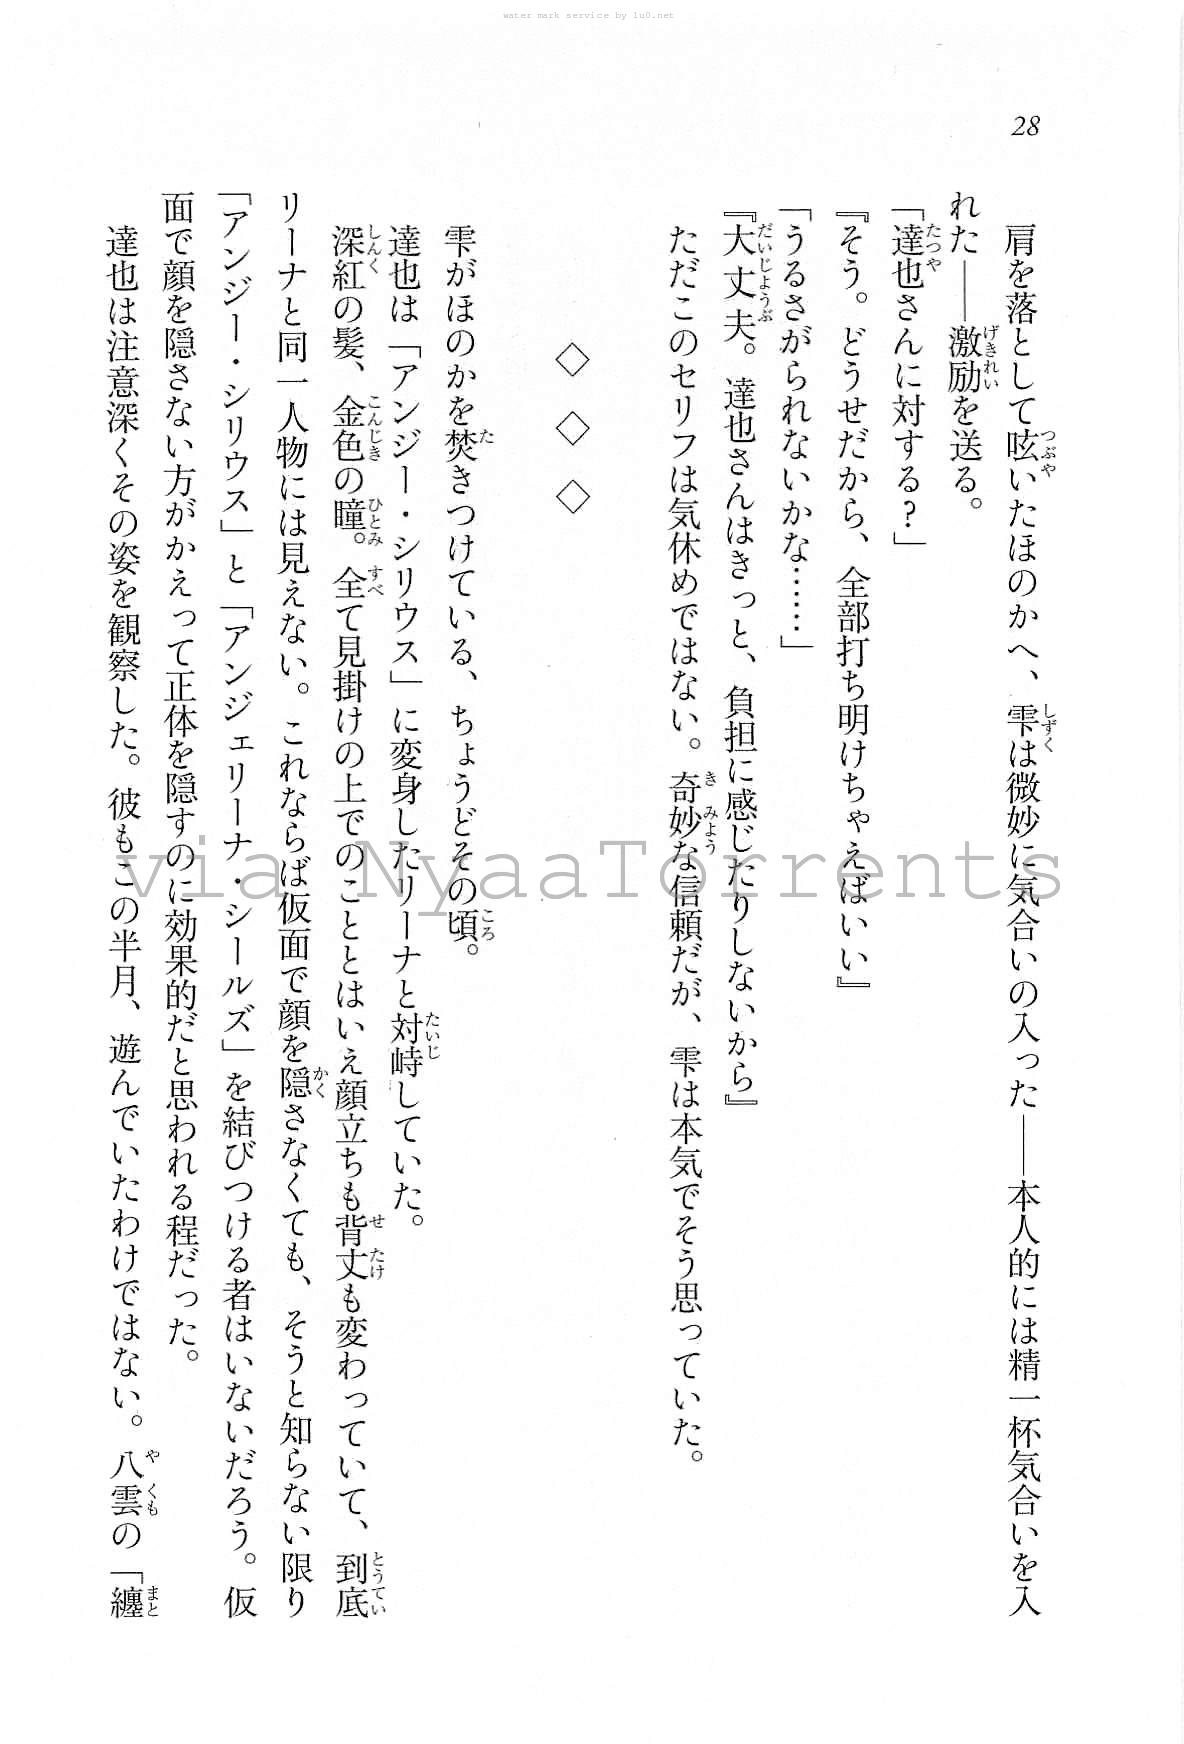 water mark service by lu0.net
28
肩を落として呟いたほのかへ、雫は微妙に気合いの入った――本人的には精一杯気合いを入
れた――激励を送る。
「達也さんに対する？」
『そう。どうせだから、全部打ち明けちゃえばいい』
「うるさがられないかな……」
『大丈夫。達也さんはきっと、負担に感じたりしないから』
ただこのセリフは気休めではない。奇妙な信頼だが、雫は本気でそう思っていた。
◇ ◇ ◇
雫がほのかを焚きつけている、ちょうどその頃。
達也は「アンジー・シリウス」に変身したリーナと対峙していた。
深紅の髪、金色の瞳。全て見掛けの上でのこととはいえ顔立ちも背丈も変わっていて、到底
リーナと同一人物には見えない。これならば仮面で顔を隠さなくても、そうと知らない限り
「アンジー・シリウス」と「アンジェリーナ・シールズ」を結びつける者はいないだろう。仮
面で顔を隠さない方がかえって正体を隠すのに効果的だと思われる程だった。
達也は注意深くその姿を観察した。彼もこの半月、遊んでいたわけではない。八雲の「纏
via NyaaTorrents